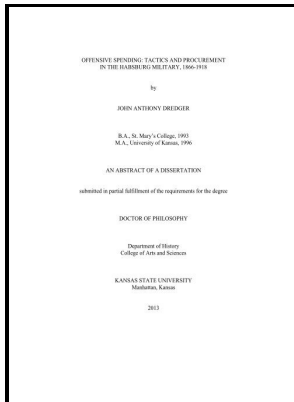 OFFENSIVE SPENDING: TACTICS AND PROCUREMENT
IN THE HABSBURG MILITARY, 1866-1918
by
JOHN ANTHONY DREDGER
B.A., St. Mary's College, 1993
M.A., University of Kansas, 1996
AN ABSTRACT OF A DISSERTATION
submitted in partial fulfillment of the requirements for the degree
DOCTOR OF PHILOSOPHY
Department of History
College of Arts and Sciences
KANSAS STATE UNIVERSITY
Manhattan, Kansas
2013